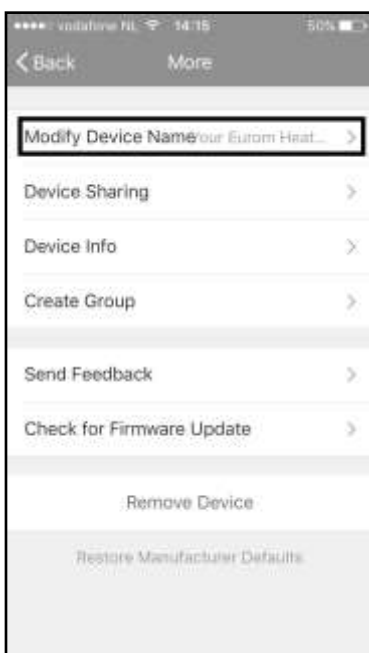 vodafone NL 14:15 50%
Back More
Modify Device Name Your Eurom Heat...
Device Sharing
Device Info
Create Group
Send Feedback
Check for Firmware Update
Remove Device
Restore Manufacturer Defaults